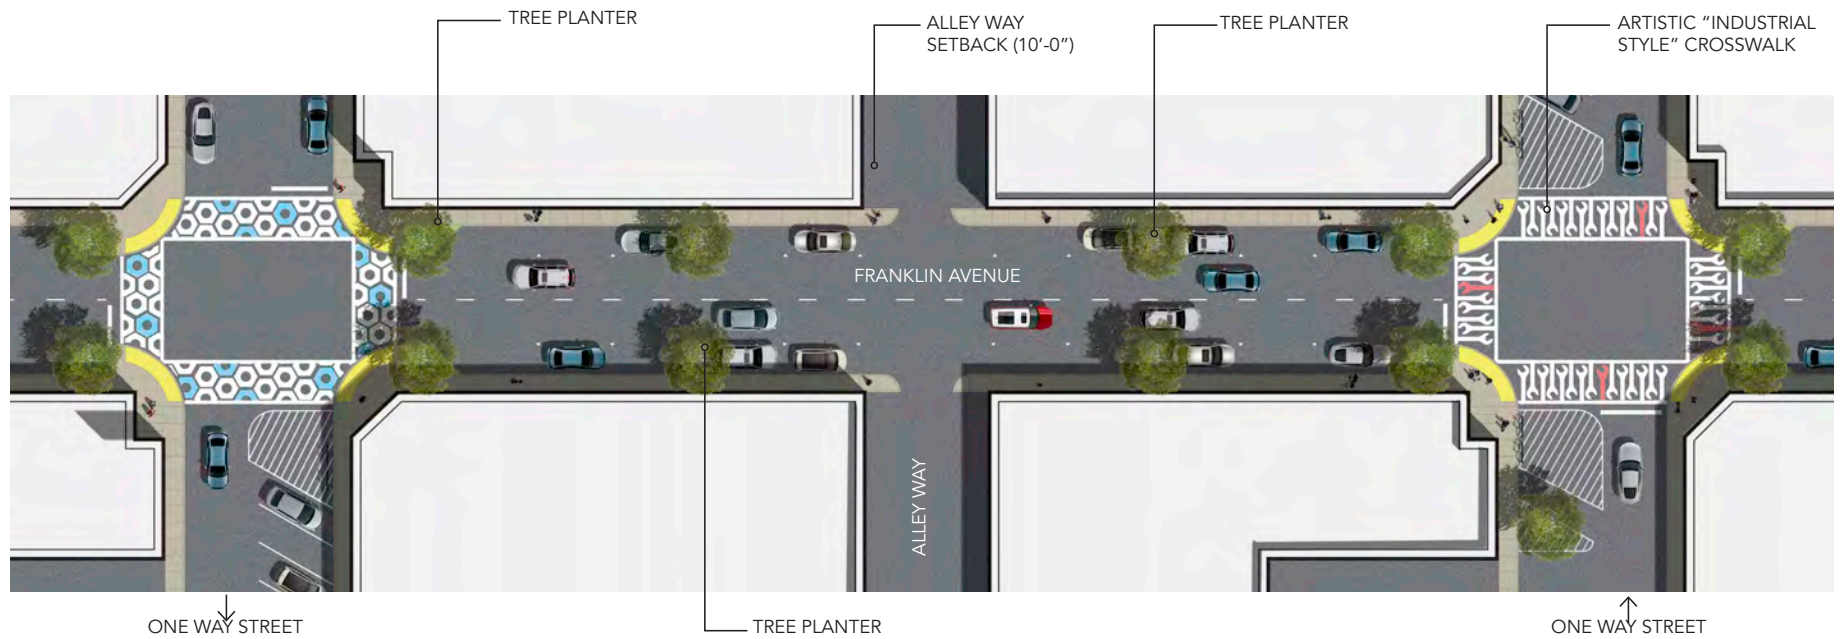 TREE PLANTER
ALLEY WAY
SETBACK (10’-0”)
TREE PLANTER
ARTISTIC “INDUSTRIAL
STYLE” CROSSWALK
FRANKLIN AVENUE
ALLEY WAY
ONE WAY STREET
TREE PLANTER
ONE WAY STREET